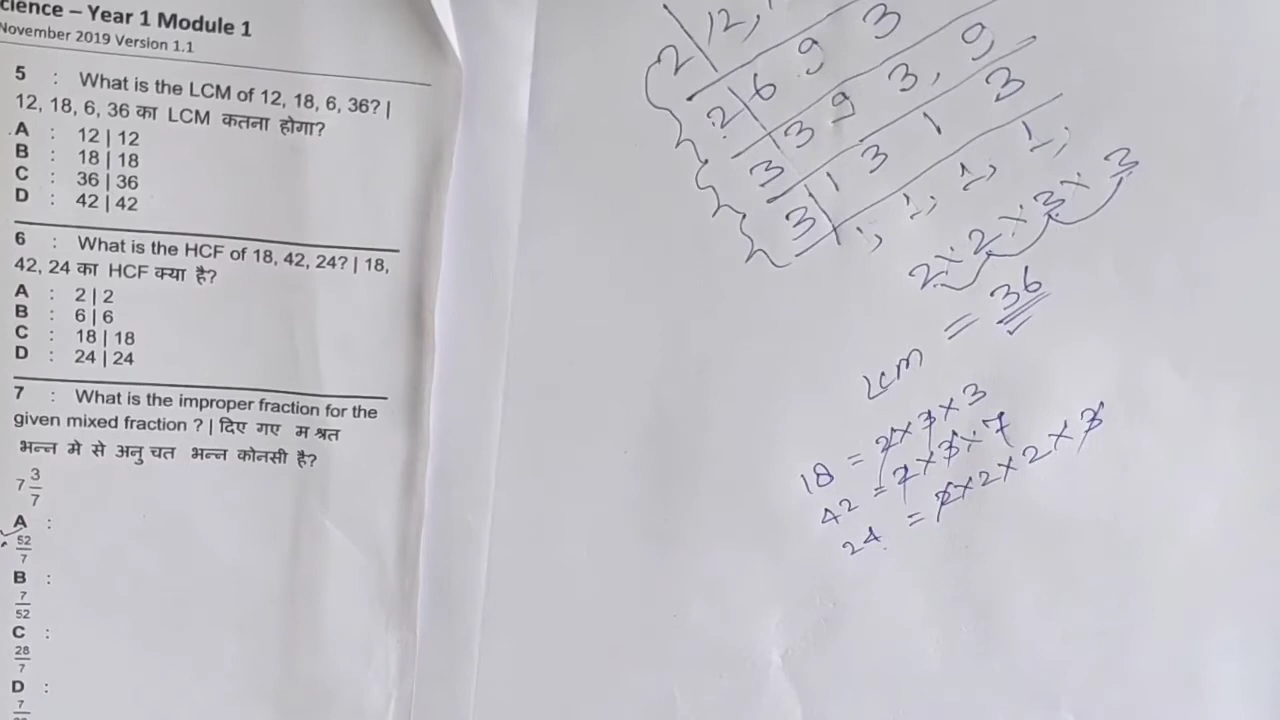 cience – Year 1 Module 1
November 2019 Version 1.1
5 : What is the LCM of 12, 18, 6, 36? |
12, 18, 6, 36 का LCM कतना होगा?
A : 12 | 12
B : 18 | 18
C : 36 | 36
D : 42 | 42
6 : What is the HCF of 18, 42, 24? | 18,
42, 24 का HCF क्या है?
A : 2 | 2
B : 6 | 6
C : 18 | 18
D : 24 | 24
7 : What is the improper fraction for the
given mixed fraction ? | दिए गए म श्रत
भन्न मे से अनु चत भन्न कोनसी है?
7 3/7
A :
52/7
B :
7/52
C :
28/7
D :
7
2 | 12,
2 | 6 9 3
3 | 3 9 3, 9
3 | 1 3 1 3
1, 1, 1, 1,
2 × 2 × 3 × 3
= 36
LCM
18 = 2 × 3 × 3
42 = 2 × 3 × 7
24 = 2 × 2 × 2 × 3